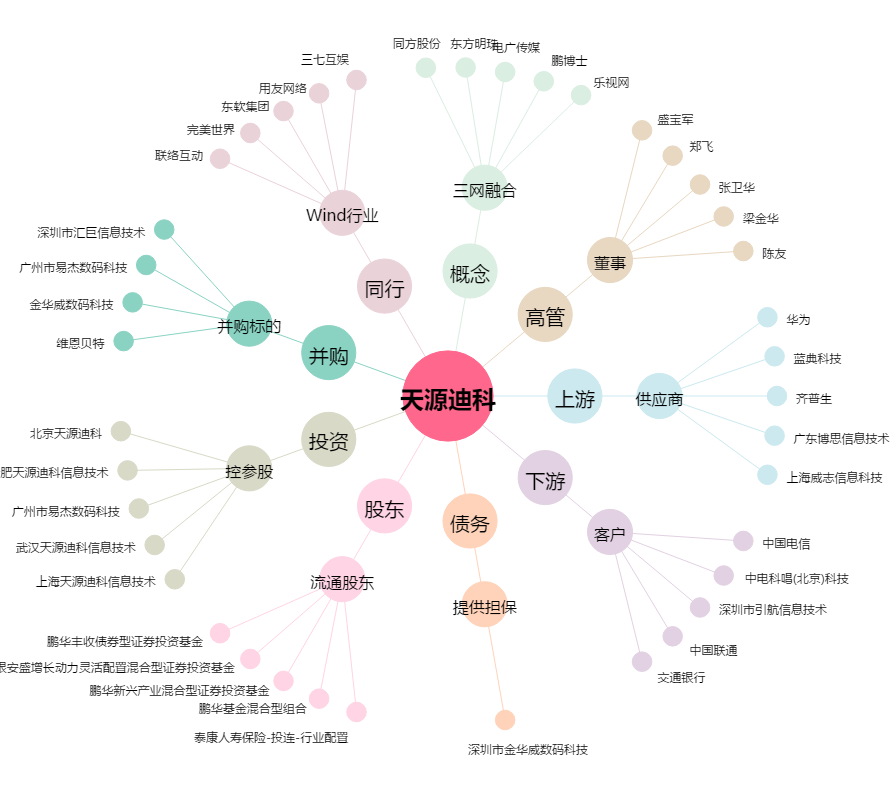 同方股份
东方明珠
电广传媒
鹏博士
乐视网
三七互娱
用友网络
东软集团
完美世界
联络互动
盛宝军
郑飞
张卫华
梁金华
陈友
三网融合
Wind行业
概念
同行
董事
高管
深圳市汇巨信息技术
广州市易杰数码科技
金华威数码科技
维恩贝特
并购标的
并购
天源迪科
上游
供应商
华为
蓝典科技
齐普生
广东博思信息技术
上海威志信息科技
北京天源迪科
肥天源迪科信息技术
广州市易杰数码科技
武汉天源迪科信息技术
上海天源迪科信息技术
控参股
投资
股东
流通股东
债务
提供担保
下游
客户
中国电信
中电科唱(北京)科技
深圳市引航信息技术
中国联通
交通银行
鹏华丰收债券型证券投资基金
银安盛增长动力灵活配置混合型证券投资基金
鹏华新兴产业混合型证券投资基金
鹏华基金混合型组合
泰康人寿保险-投连-行业配置
深圳市金华威数码科技